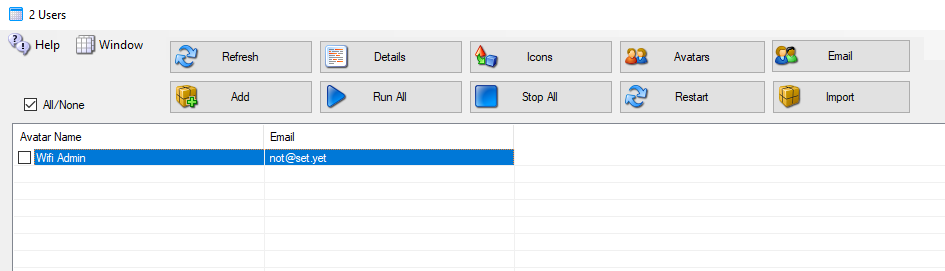 2 Users
Help Window
Refresh Details Icons Avatars Email
Add Run All Stop All Restart Import
All/None
Avatar Name Email
Wifi Admin not@set.yet